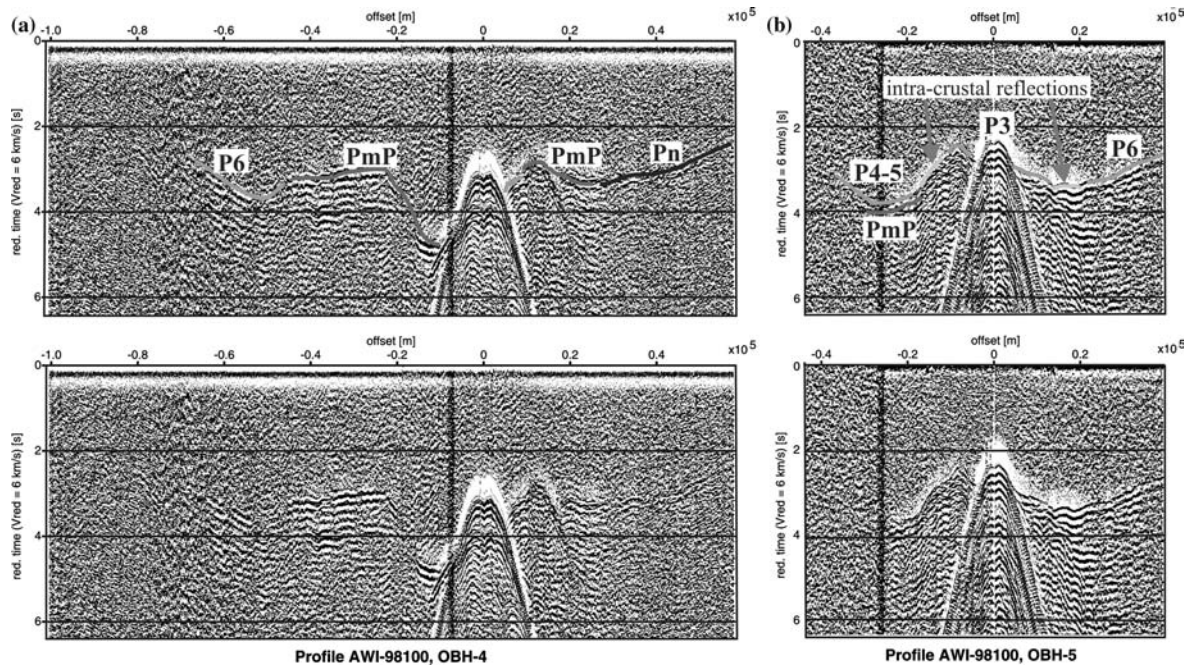 (a)
offset [m]
x10 5
-1.0 -0.8 -0.6 -0.4 -0.2 0 0.2 0.4
red. time (Vred = 6 km/s) [s]
0
2
4
6
P6 PmP PmP Pn
(b)
offset [m]
x10 5
-0.4 -0.2 0 0.2
red. time (Vred = 6 km/s) [s]
0
2
4
6
intra-crustal reflections
P3
P6
P4-5
PmP
offset [m]
x10 5
-1.0 -0.8 -0.6 -0.4 -0.2 0 0.2 0.4
red. time (Vred = 6 km/s) [s]
0
2
4
6
Profile AWI-98100, OBH-4
offset [m]
x10 5
-0.4 -0.2 0 0.2
red. time (Vred = 6 km/s) [s]
0
2
4
6
Profile AWI-98100, OBH-5